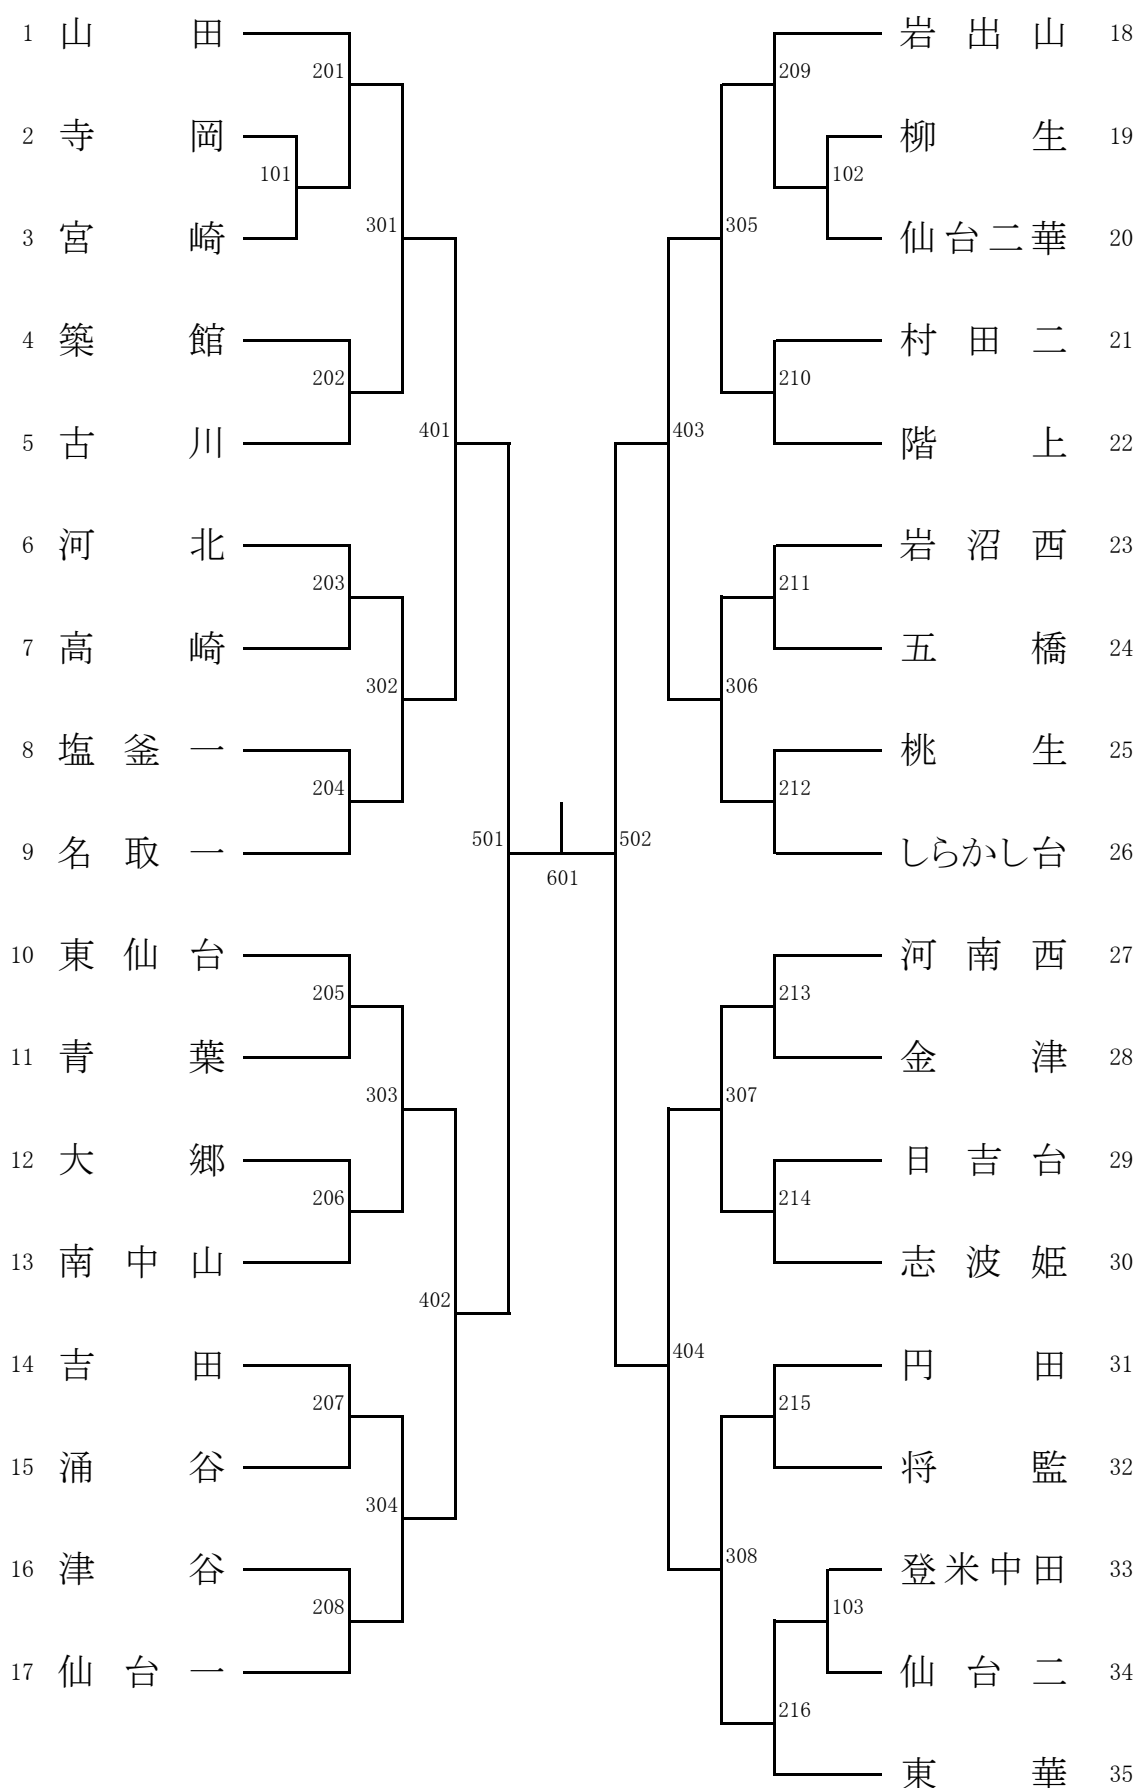 1 山田
201
2 寺岡
101
3 宮崎
301
4 築館
202
5 古川
401
6 河北
203
7 高崎
302
8 塩釜一
204
9 名取一
501
601
10 東仙台
205
11 青葉
303
12 大郷
206
13 南中山
402
14 吉田
207
15 涌谷
304
16 津谷
208
17 仙台一
岩出山 18
209
柳生 19
102
仙台二華 20
305
村田二 21
210
階上 22
403
岩沼西 23
211
五橋 24
306
桃生 25
212
しらかし台 26
502
河南西 27
213
金津 28
307
日吉台 29
214
志波姫 30
404
円田 31
215
将監 32
308
登米中田 33
103
仙台二 34
216
東華 35